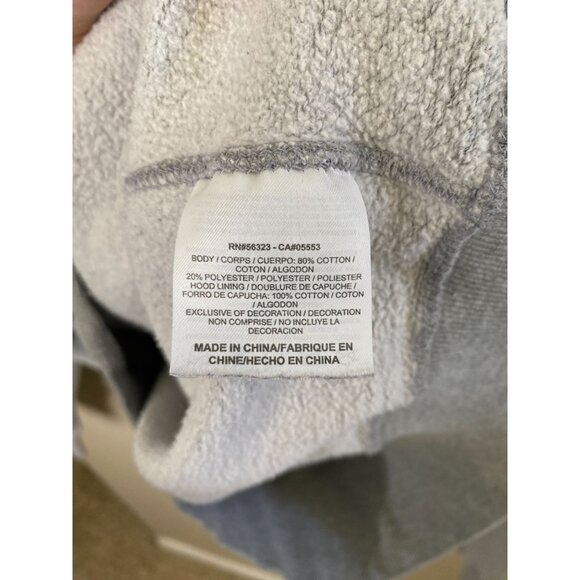 RN#56323 - CA#05553
BODY / CORPS / CUERPO: 80% COTTON /
COTON / ALGODON
20% POLYESTER / POLYESTER / POLIESTER
HOOD LINING / DOUBLURE DE CAPUCHE /
FORRO DE CAPUCHA: 100% COTTON / COTON
/ ALGODON
EXCLUSIVE OF DECORATION / DECORATION
NON COMPRISE / NO INCLUYE LA
DECORACION
MADE IN CHINA/FABRIQUE EN
CHINE/HECHO EN CHINA